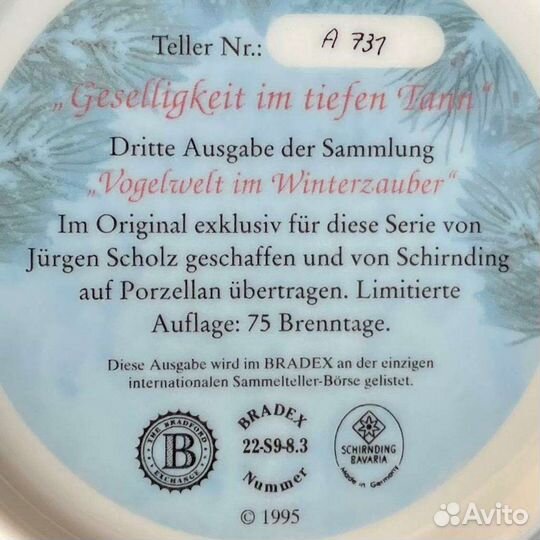 Teller Nr.: A 731
„Geselligkeit im tiefen Tann"
Dritte Ausgabe der Sammlung
„Vogelwelt im Winterzauber"
Im Original exklusiv für diese Serie von
Jürgen Scholz geschaffen und von Schirnding
auf Porzellan übertragen. Limitierte
Auflage: 75 Brenntage.
Diese Ausgabe wird im BRADEX an der einzigen
internationalen Sammelteller-Börse gelistet.
THE BRADFORD
B
EXCHANGE
BRADEX
22-S9-8.3
Nummer
SCHIRNDING
BAVARIA
Made in Germany
© 1995
Avito